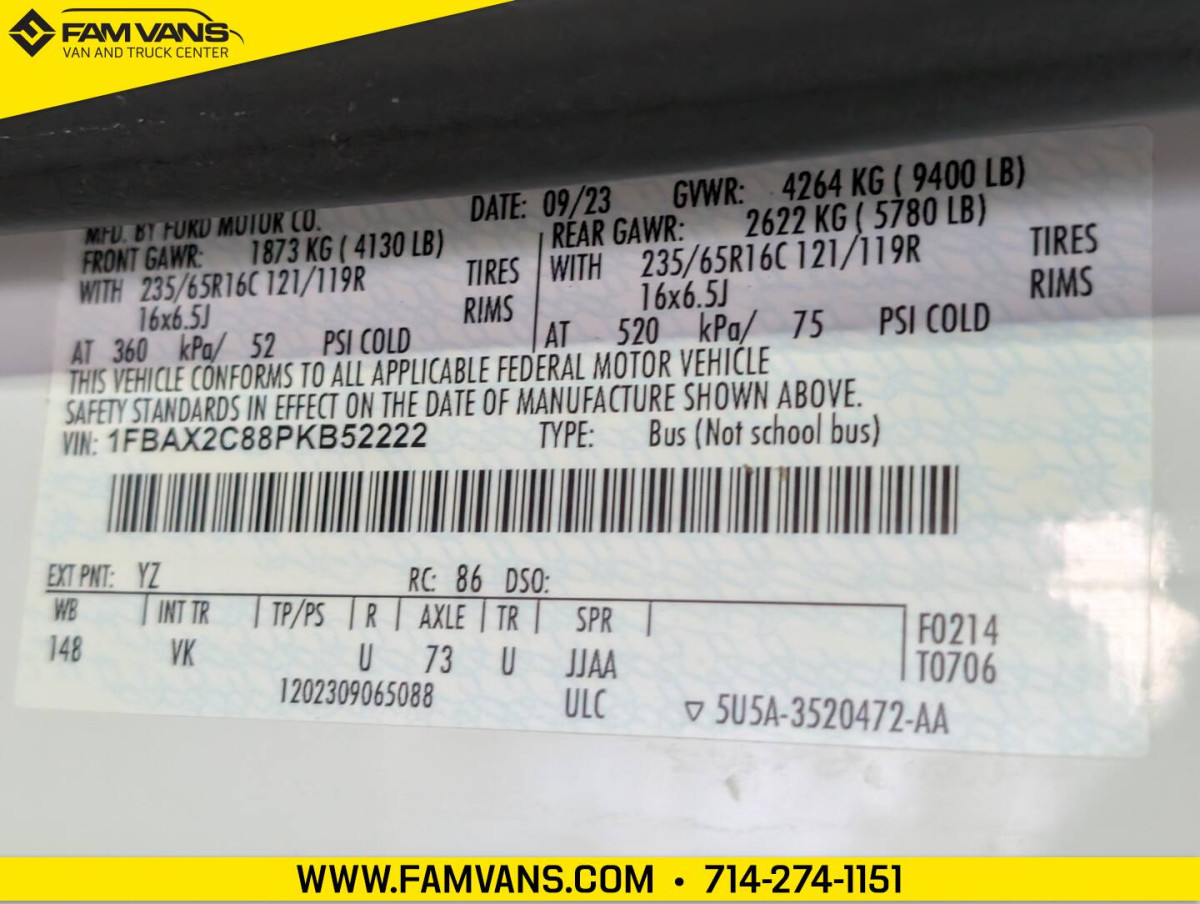 FAM VANS
VAN AND TRUCK CENTER
MFD. BY FORD MOTOR CO. DATE: 09/23 GVWR: 4264 KG ( 9400 LB)
FRONT GAWR: 1873 KG ( 4130 LB) REAR GAWR: 2622 KG ( 5780 LB)
WITH 235/65R16C 121/119R TIRES WITH 235/65R16C 121/119R TIRES
16x6.5J RIMS 16x6.5J RIMS
AT 360 kPa/ 52 PSI COLD AT 520 kPa/ 75 PSI COLD
THIS VEHICLE CONFORMS TO ALL APPLICABLE FEDERAL MOTOR VEHICLE
SAFETY STANDARDS IN EFFECT ON THE DATE OF MANUFACTURE SHOWN ABOVE.
VIN: 1FBAX2C88PKB52222 TYPE: Bus (Not school bus)
EXT PNT: YZ RC: 86 DSO:
WB INT TR TP/PS R AXLE TR SPR F0214
148 VK U 73 U JJAA T0706
1202309065088 ULC ▽ 5U5A-3520472-AA
WWW.FAMVANS.COM • 714-274-1151